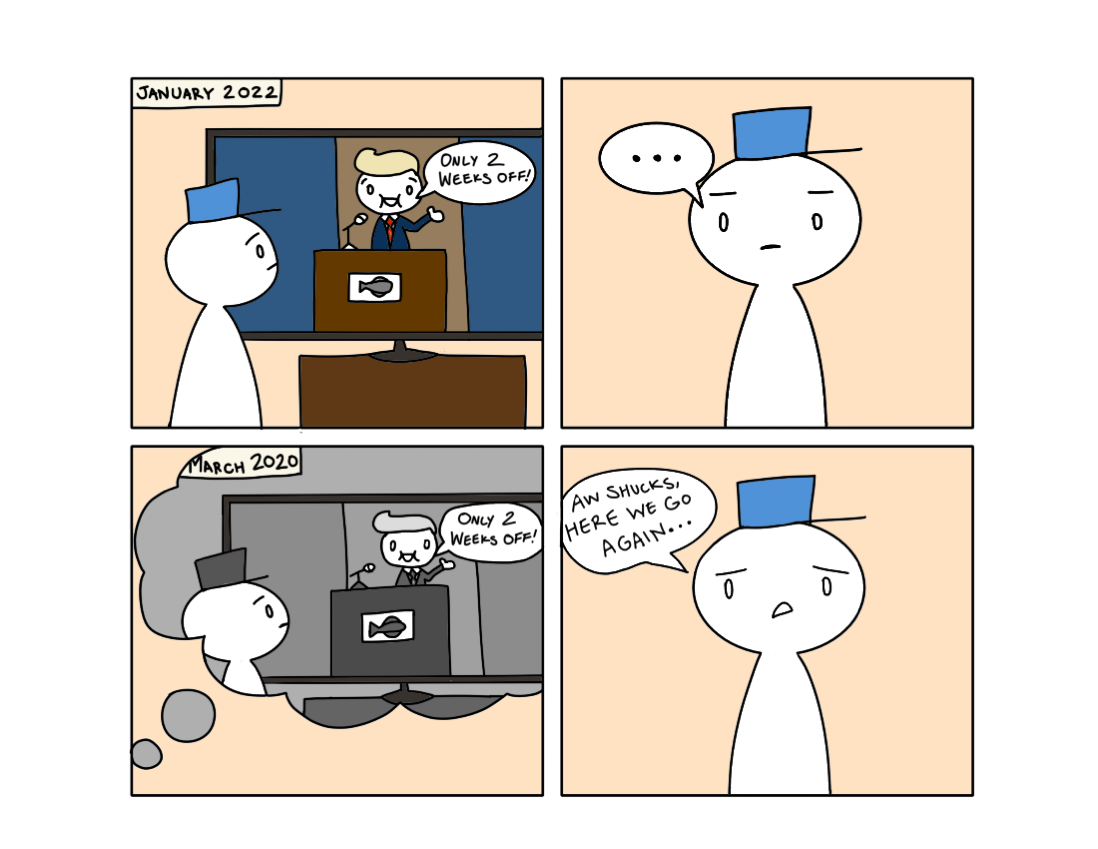 JANUARY 2022
ONLY 2
WEEKS OFF!
...
MARCH 2020
ONLY 2
WEEKS OFF!
AW SHUCKS,
HERE WE GO
AGAIN...